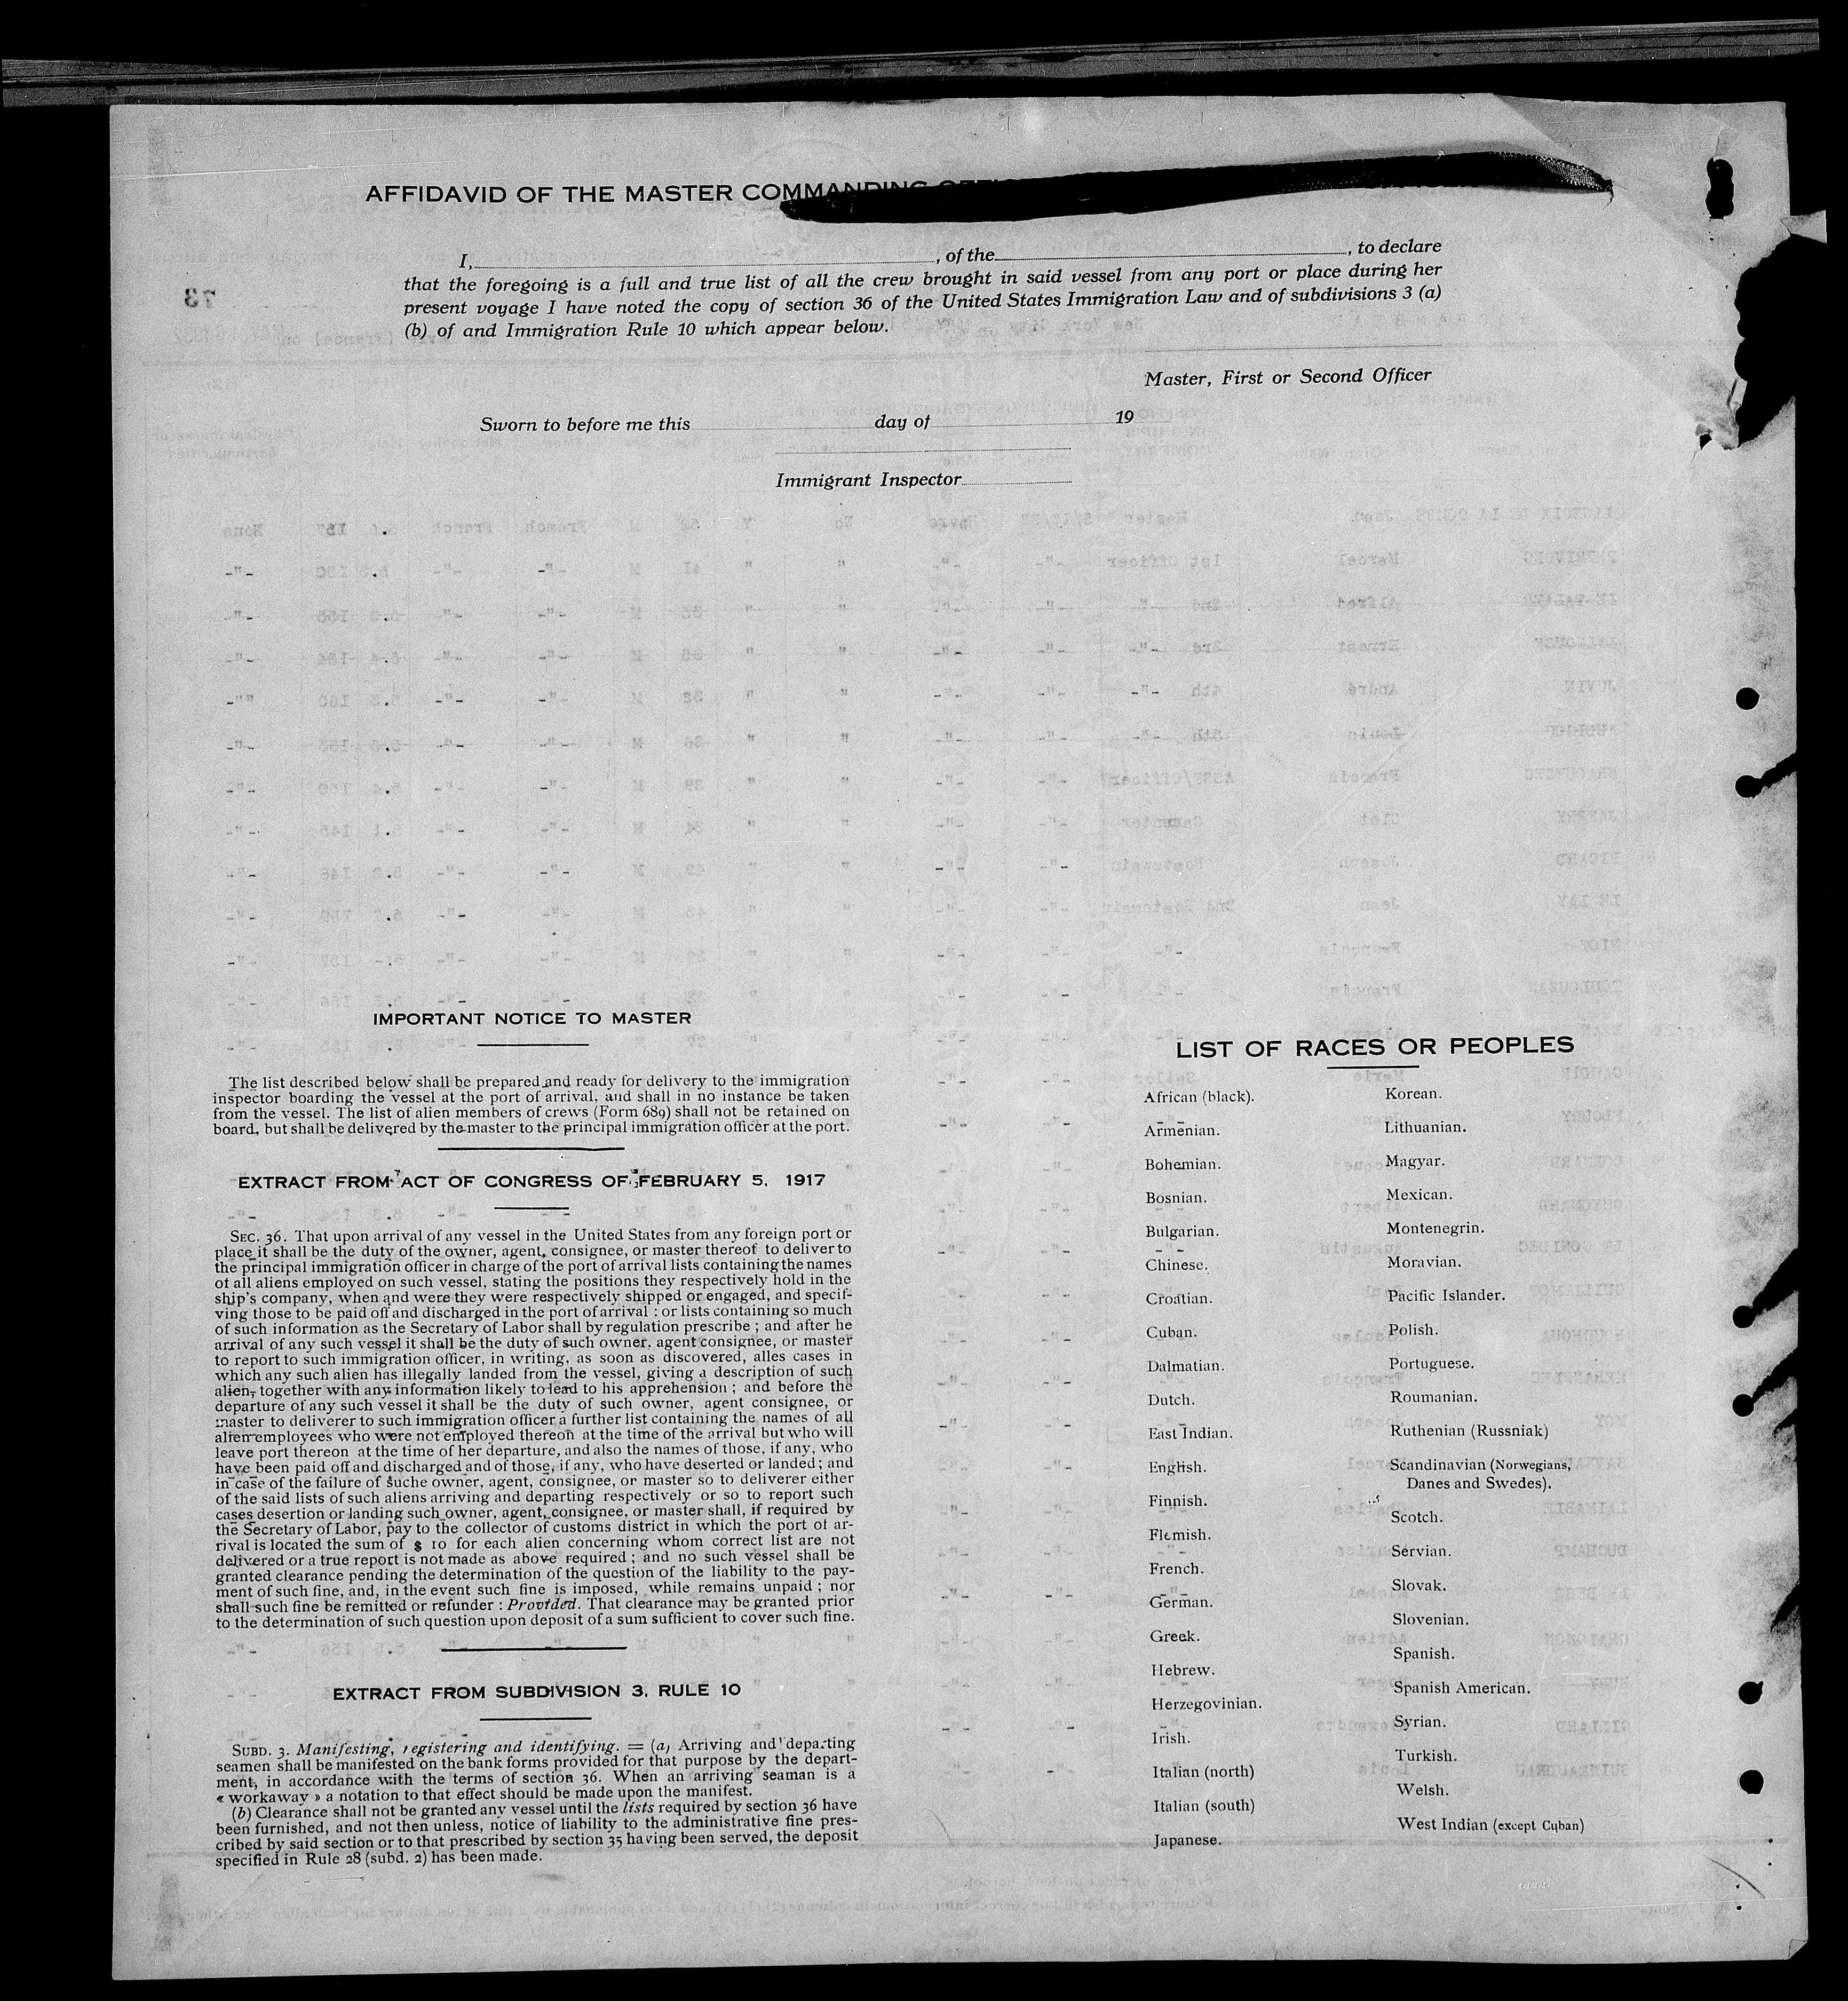 AFFIDAVID OF THE MASTER COMMANDING
I, , of the , to declare
that the foregoing is a full and true list of all the crew brought in said vessel from any port or place during her
present voyage I have noted the copy of section 36 of the United States Immigration Law and of subdivisions 3 (a)
(b) of and Immigration Rule 10 which appear below.
73
Master, First or Second Officer
Sworn to before me this day of 19
Immigrant Inspector
IMPORTANT NOTICE TO MASTER
The list described below shall be prepared and ready for delivery to the immigration
inspector boarding the vessel at the port of arrival, and shall in no instance be taken
from the vessel. The list of alien members of crews (Form 689) shall not be retained on
board, but shall be delivered by the master to the principal immigration officer at the port.
EXTRACT FROM ACT OF CONGRESS OF FEBRUARY 5, 1917
SEC. 36. That upon arrival of any vessel in the United States from any foreign port or
place it shall be the duty of the owner, agent, consignee, or master thereof to deliver to
the principal immigration officer in charge of the port of arrival lists containing the names
of all aliens employed on such vessel, stating the positions they respectively hold in the
ship's company, when and were they were respectively shipped or engaged, and specif-
ving those to be paid off and discharged in the port of arrival : or lists containing so much
of such information as the Secretary of Labor shall by regulation prescribe ; and after he
arrival of any such vessel it shall be the duty of such owner, agent consignee, or master
to report to such immigration officer, in writing, as soon as discovered, alles cases in
which any such alien has illegally landed from the vessel, giving a description of such
alien, together with any information likely to lead to his apprehension ; and before the
departure of any such vessel it shall be the duty of such owner, agent consignee, or
master to deliverer to such immigration officer a further list containing the names of all
alien employees who were not employed thereon at the time of the arrival but who will
leave port thereon at the time of her departure, and also the names of those, if any, who
have been paid off and discharged and of those, if any, who have deserted or landed ; and
in case of the failure of suche owner, agent, consignee, or master so to deliverer either
of the said lists of such aliens arriving and departing respectively or so to report such
cases desertion or landing such owner, agent, consignee, or master shall, if required by
the Secretary of Labor, pay to the collector of customs district in which the port of ar-
rival is located the sum of $ 10 for each alien concerning whom correct list are not
delivered or a true report is not made as above required ; and no such vessel shall be
granted clearance pending the determination of the question of the liability to the pay-
ment of such fine, and, in the event such fine is imposed, while remains unpaid ; nor
shall such fine be remitted or refunder : Provided. That clearance may be granted prior
to the determination of such question upon deposit of a sum sufficient to cover such fine.
EXTRACT FROM SUBDIVISION 3, RULE 10
SUBD. 3. Manifesting, registering and identifying. = (a) Arriving and departing
seamen shall be manifested on the bank forms provided for that purpose by the depart-
ment, in accordance with the terms of section 36. When an arriving seaman is a
« workaway » a notation to that effect should be made upon the manifest.
(b) Clearance shall not be granted any vessel until the lists required by section 36 have
been furnished, and not then unless, notice of liability to the administrative fine pres-
cribed by said section or to that prescribed by section 35 having been served, the deposit
specified in Rule 28 (subd. 2) has been made.
LIST OF RACES OR PEOPLES
African (black).
Armenian.
Bohemian.
Bosnian.
Bulgarian.
Chinese.
Croatian.
Cuban.
Dalmatian.
Dutch.
East Indian.
English.
Finnish.
Flemish.
French.
German.
Greek.
Hebrew.
Herzegovinian.
Irish.
Italian (north)
Italian (south)
Japanese.
Korean.
Lithuanian.
Magyar.
Mexican.
Montenegrin.
Moravian.
Pacific Islander.
Polish.
Portuguese.
Roumanian.
Ruthenian (Russniak)
Scandinavian (Norwegians,
Danes and Swedes).
Scotch.
Servian.
Slovak.
Slovenian.
Spanish.
Spanish American.
Syrian.
Turkish.
Welsh.
West Indian (except Cuban)